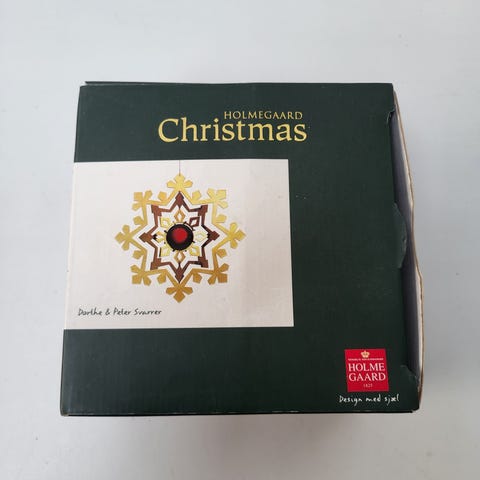 HOLMEGAARD
Christmas
Dorthe & Peter Svarrer
HOLME
GAARD
1825
Design med sjæl